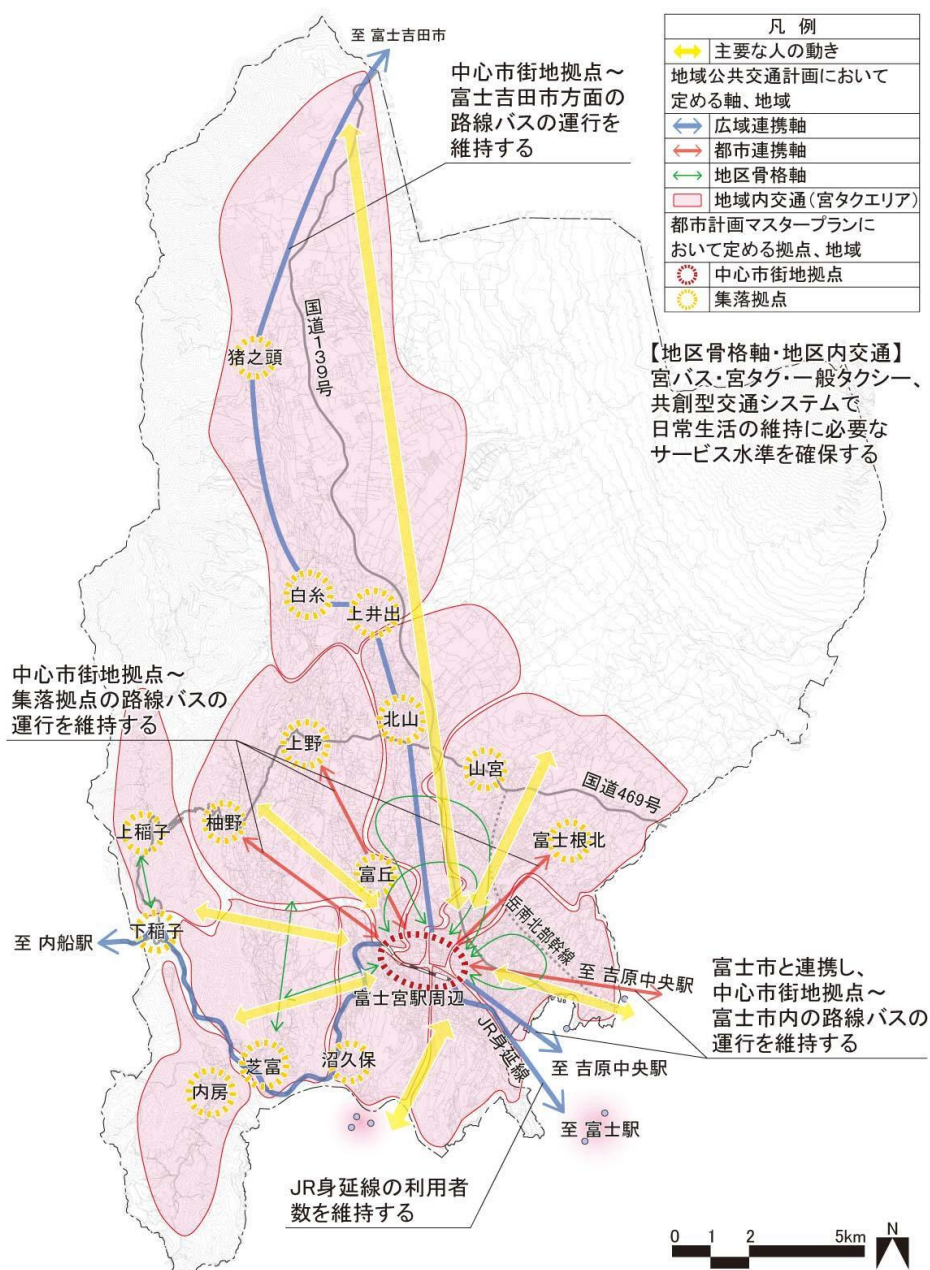 凡 例
主要な人の動き
地域公共交通計画において
定める軸、地域
広域連携軸
都市連携軸
地区骨格軸
地域内交通(宮タクエリア)
都市計画マスタープランに
おいて定める拠点、地域
中心市街地拠点
集落拠点
至 富士吉田市
中心市街地拠点～
富士吉田市方面の
路線バスの運行を
維持する
国道139号
猪之頭
【地区骨格軸・地区内交通】
宮バス・宮タク・一般タクシー、
共創型交通システムで
日常生活の維持に必要な
サービス水準を確保する
白糸
上井出
中心市街地拠点～
集落拠点の路線バスの
運行を維持する
北山
上野
山宮
国道469号
上稲子
柚野
富士根北
富丘
岳南北部幹線
下稲子
至 内船駅
至 吉原中央駅
富士宮駅周辺
富士市と連携し、
中心市街地拠点～
富士市内の路線バスの
運行を維持する
JR身延線
芝富
沼久保
至 吉原中央駅
内房
至 富士駅
JR身延線の利用者
数を維持する
0 1 2 5km
N